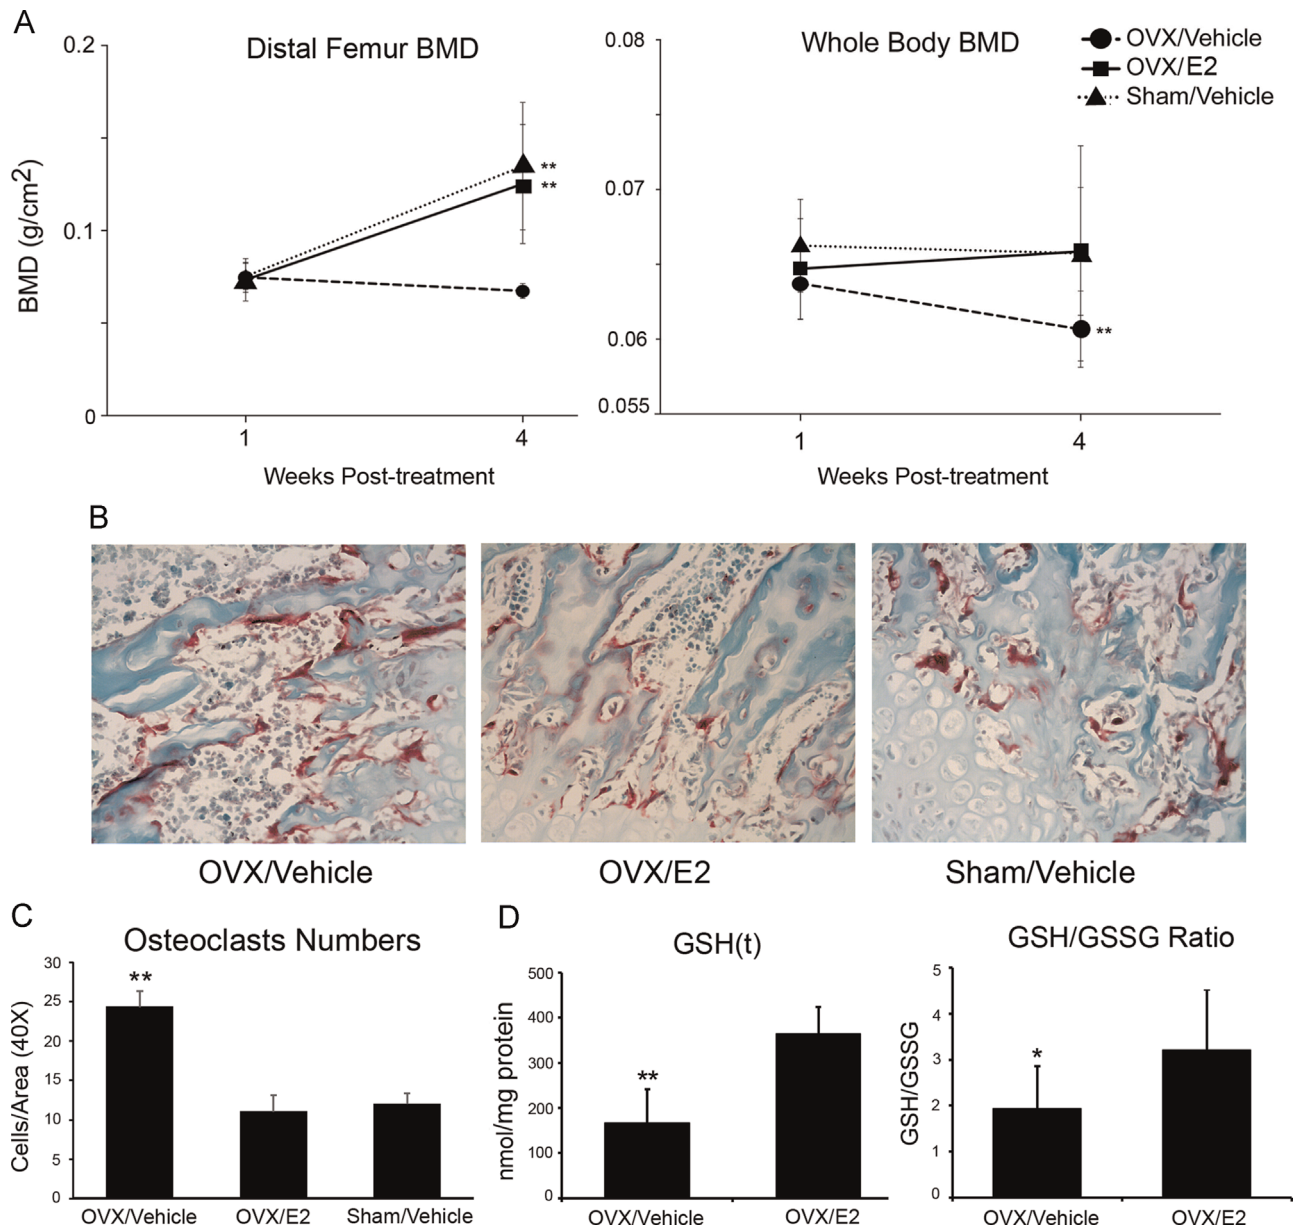 A
Distal Femur BMD
Whole Body BMD
OVX/Vehicle
OVX/E2
Sham/Vehicle
BMD (g/cm2)
0.2
0.1
0
**
**
1
4
Weeks Post-treatment
0.08
0.07
0.06
0.055
**
1
4
Weeks Post-treatment
B
OVX/Vehicle
OVX/E2
Sham/Vehicle
C
Osteoclasts Numbers
Cells/Area (40X)
30
25
20
15
10
5
0
**
OVX/Vehicle
OVX/E2
Sham/Vehicle
D
GSH(t)
nmol/mg protein
500
400
300
200
100
0
**
OVX/Vehicle
OVX/E2
GSH/GSSG Ratio
GSH/GSSG
5
4
3
2
1
0
*
OVX/Vehicle
OVX/E2